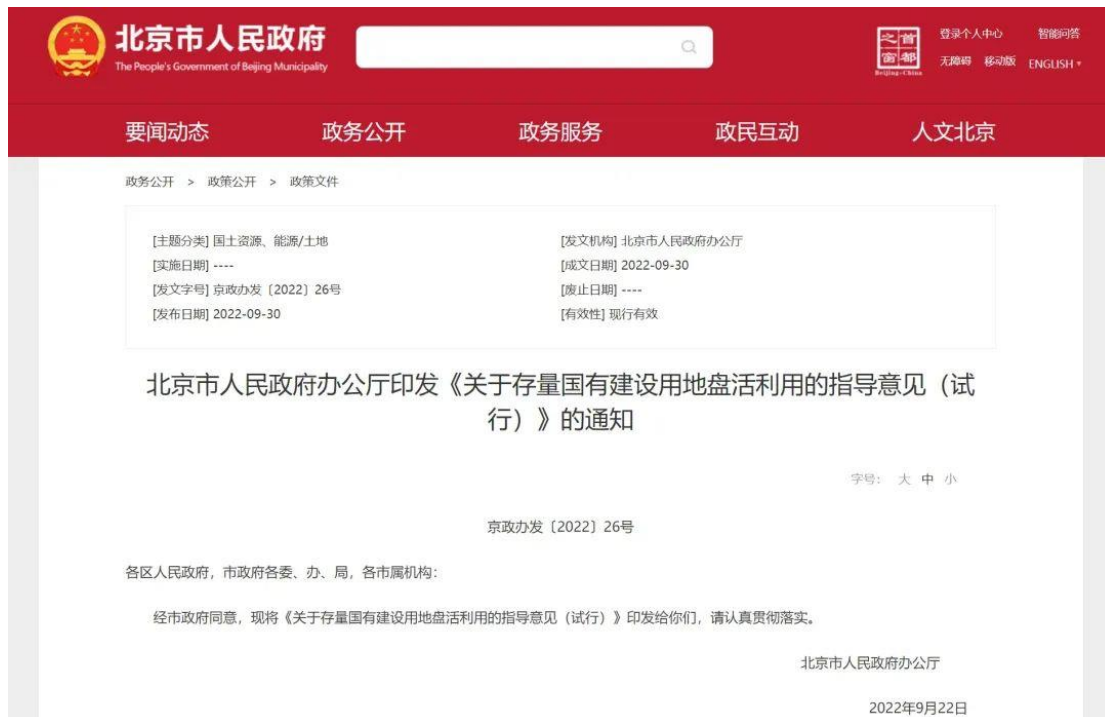 北京市人民政府
The People's Government of Beijing Municipality
首都之窗
Beijing-China
登录个人中心 智能问答
无障碍 移动版 ENGLISH
要闻动态 政务公开 政务服务 政民互动 人文北京
政务公开 > 政策公开 > 政策文件
[主题分类] 国土资源、能源/土地 [发文机构] 北京市人民政府办公厅
[实施日期] ---- [成文日期] 2022-09-30
[发文字号] 京政办发〔2022〕26号 [废止日期] ----
[发布日期] 2022-09-30 [有效性] 现行有效
北京市人民政府办公厅印发《关于存量国有建设用地盘活利用的指导意见（试
行）》的通知
字号： 大 中 小
京政办发〔2022〕26号
各区人民政府，市政府各委、办、局，各市属机构：
经市政府同意，现将《关于存量国有建设用地盘活利用的指导意见（试行）》印发给你们，请认真贯彻落实。
北京市人民政府办公厅
2022年9月22日